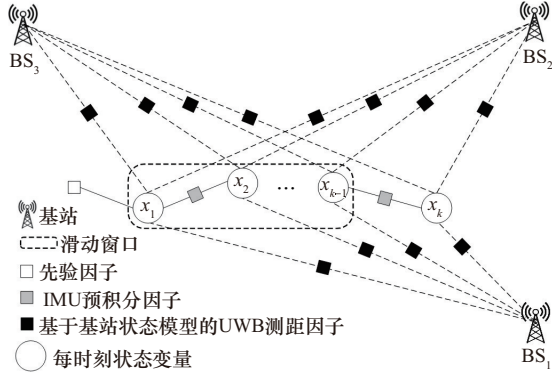 BS₃
BS₂
x₁
x₂
...
xₖ₋₁
xₖ
基站
滑动窗口
先验因子
IMU预积分因子
基于基站状态模型的UWB测距因子
每时刻状态变量
BS₁